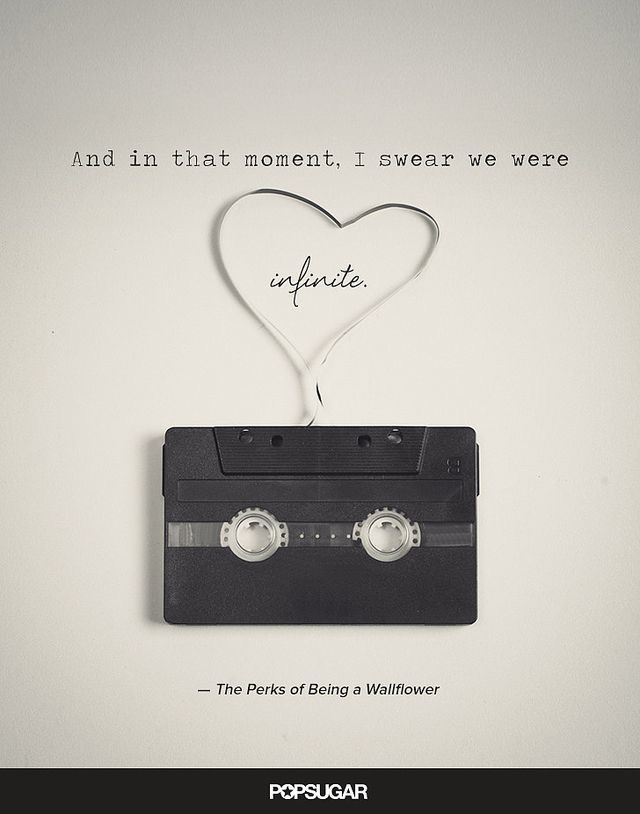 And in that moment, I swear we were
infinite.
— The Perks of Being a Wallflower
POPSUGAR